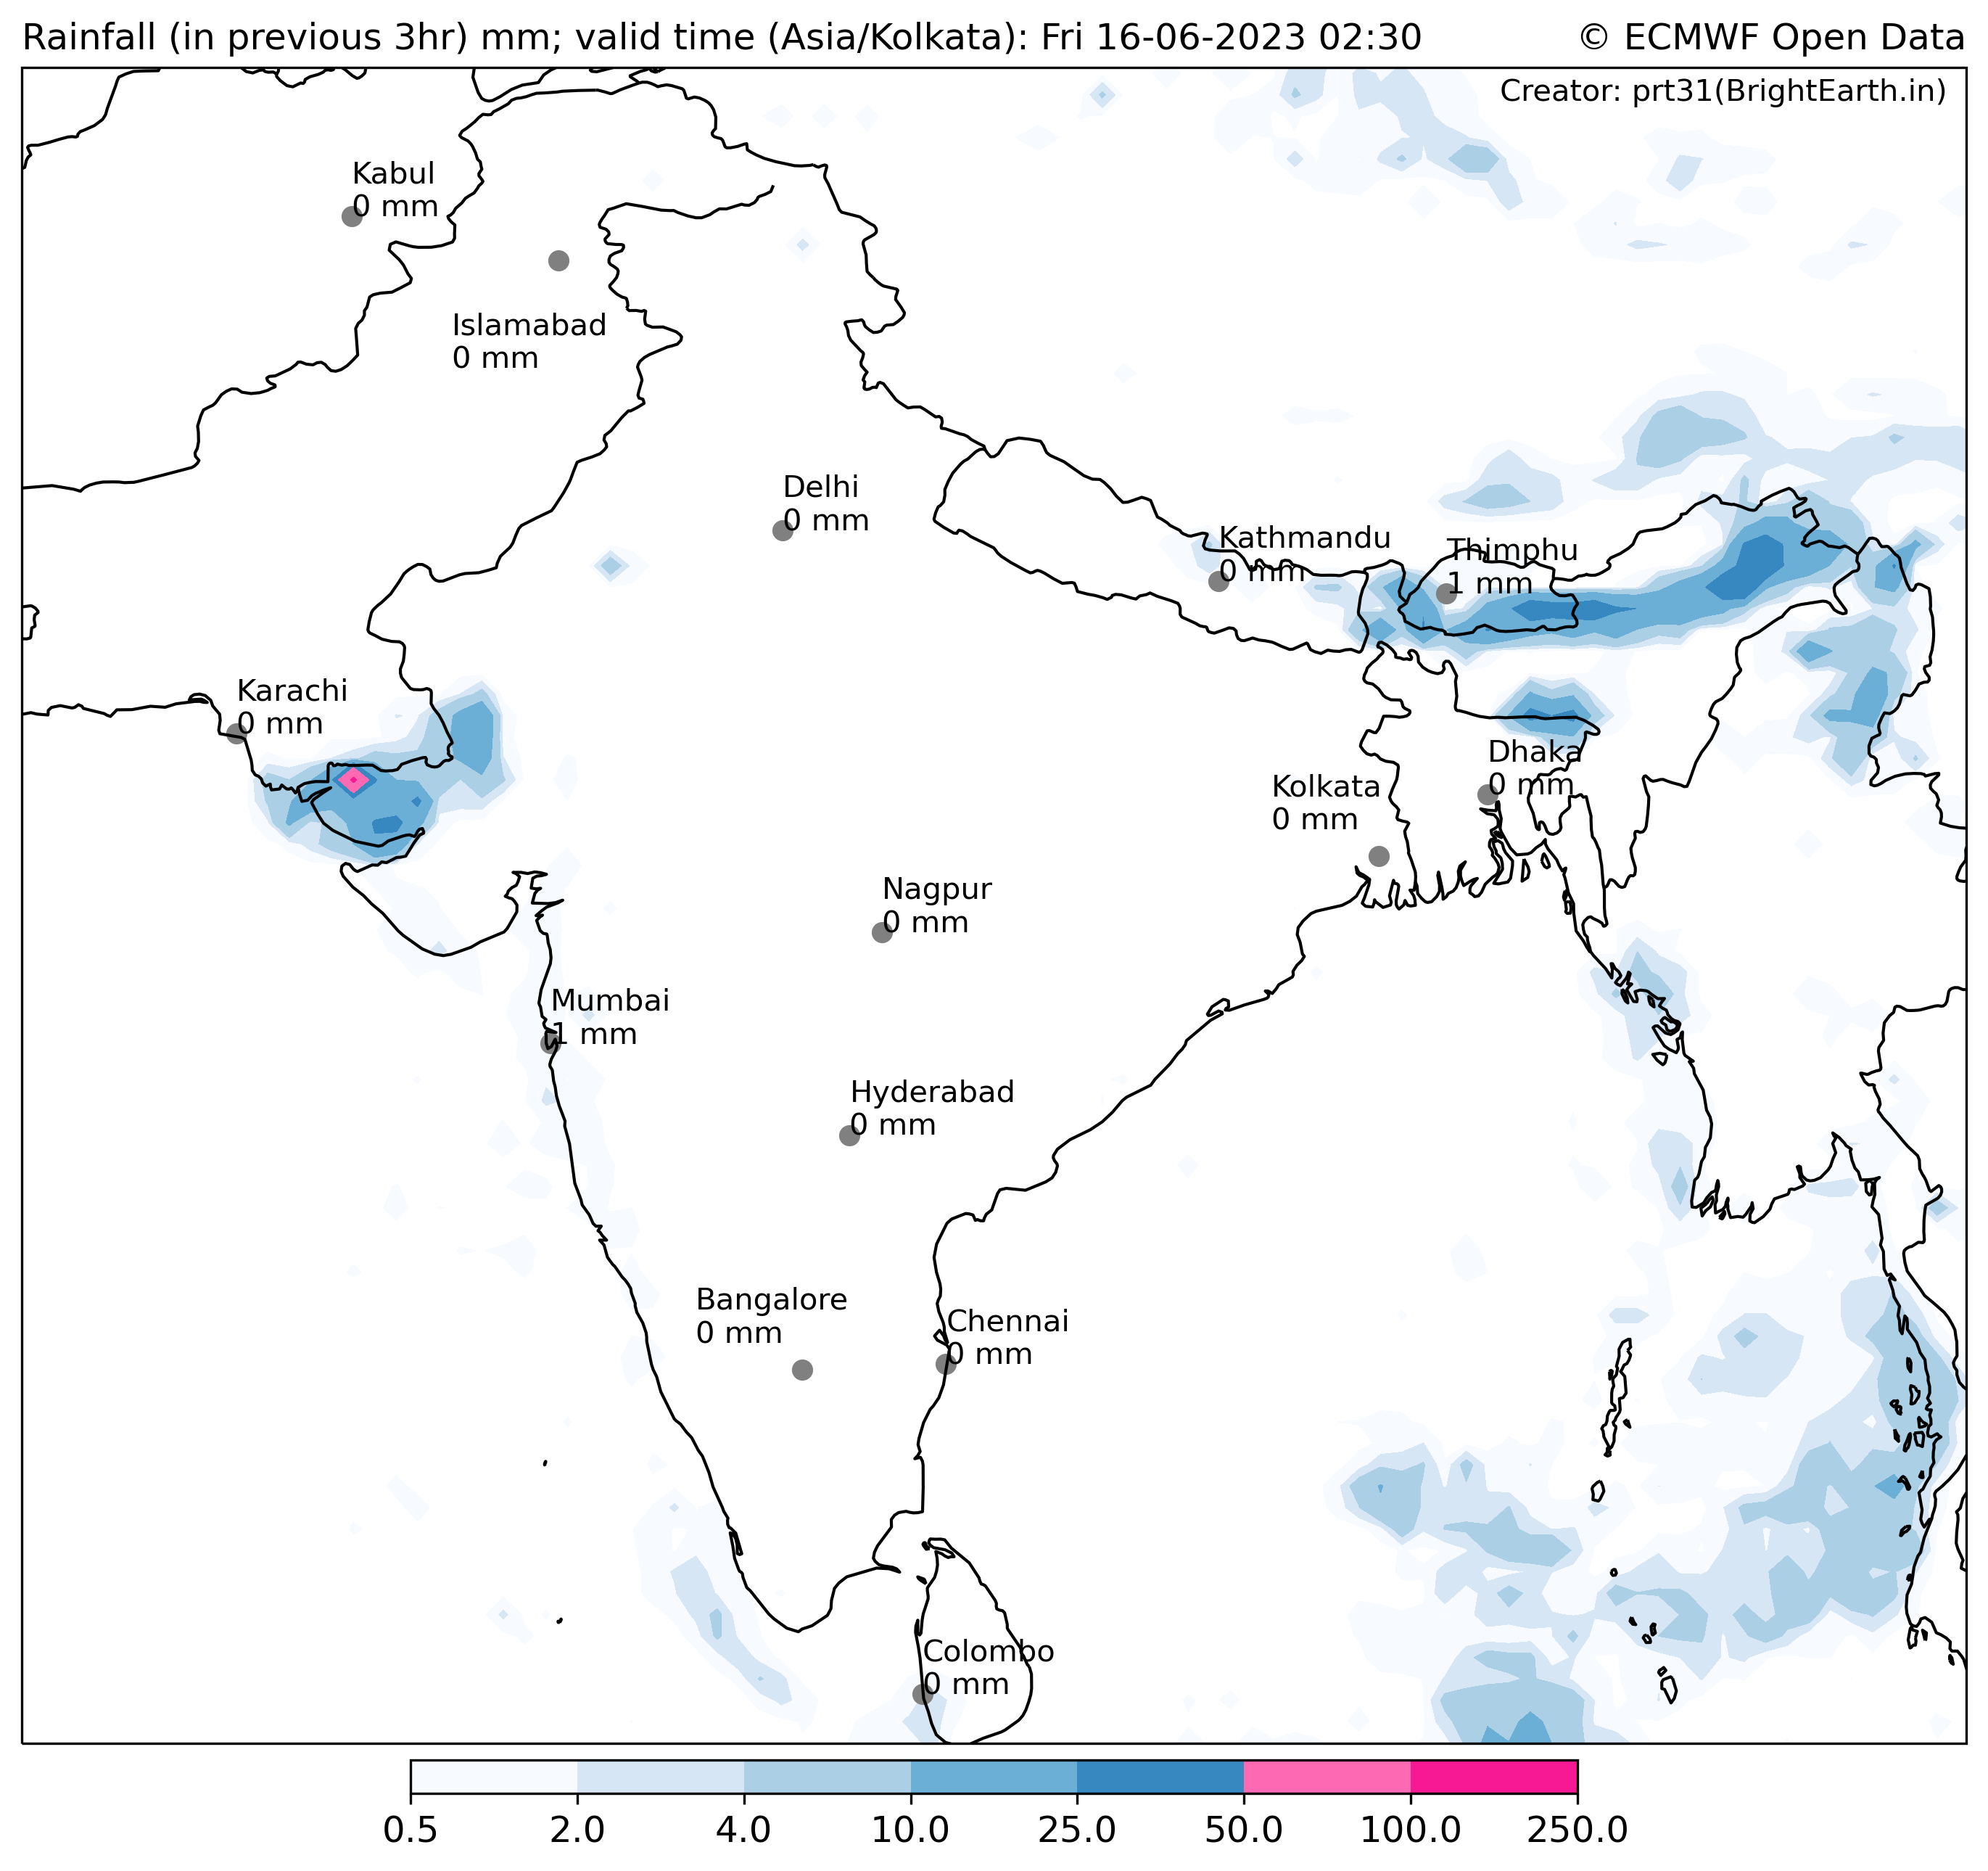 Rainfall (in previous 3hr) mm; valid time (Asia/Kolkata): Fri 16-06-2023 02:30
© ECMWF Open Data
Creator: prt31(BrightEarth.in)
Kabul
0 mm
Islamabad
0 mm
Delhi
0 mm
Kathmandu
0 mm
Thimphu
1 mm
Karachi
0 mm
Dhaka
0 mm
Kolkata
0 mm
Nagpur
0 mm
Mumbai
1 mm
Hyderabad
0 mm
Bangalore
0 mm
Chennai
0 mm
Colombo
0 mm
0.5 2.0 4.0 10.0 25.0 50.0 100.0 250.0